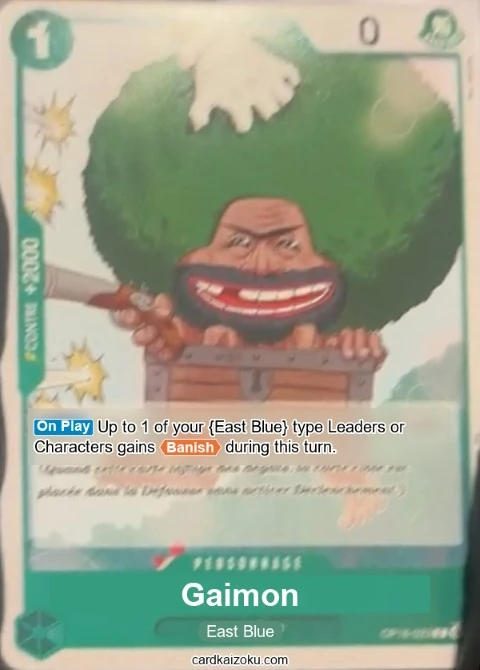 1
0
CONTRE +2000
On Play Up to 1 of your {East Blue} type Leaders or
Characters gains Banish during this turn.
PERSONNAGE
Gaimon
East Blue
cardkaizoku.com